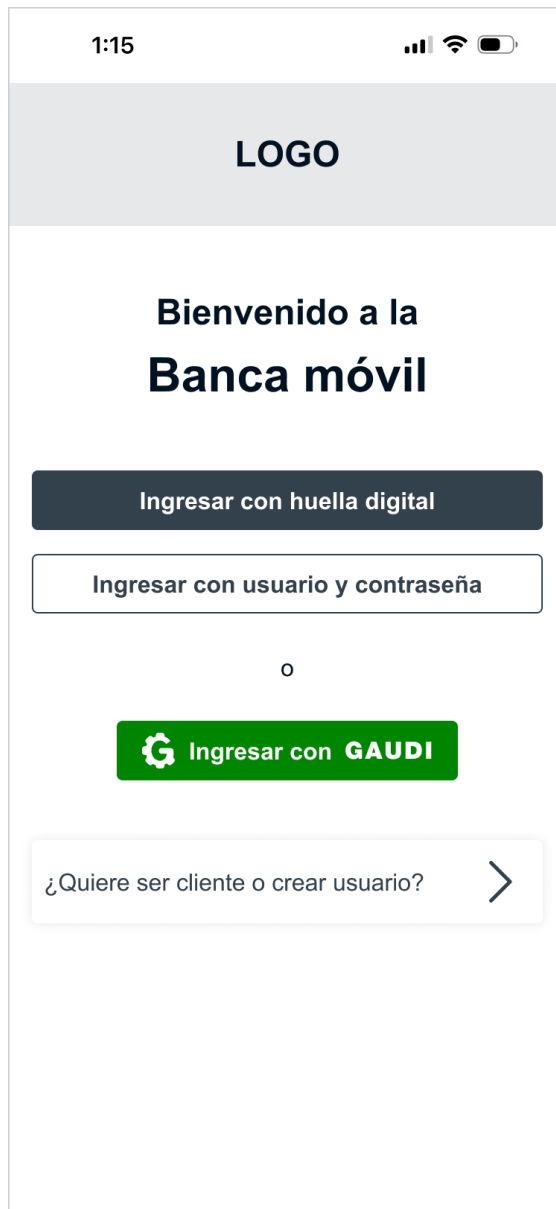 1:15
LOGO
Bienvenido a la
Banca móvil
Ingresar con huella digital
Ingresar con usuario y contraseña
o
G Ingresar con GAUDI
¿Quiere ser cliente o crear usuario?